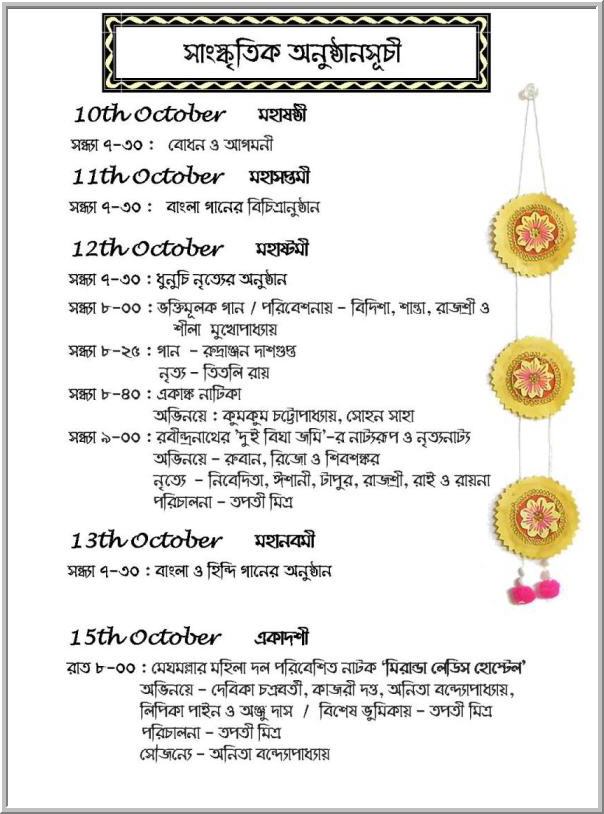 সাংস্কৃতিক অনুষ্ঠানসূচী
10th October মহাষষ্ঠী
সন্ধ্যা ৭-৩০ : বোধন ও আগমনী
11th October মহাসপ্তমী
সন্ধ্যা ৭-৩০ : বাংলা গানের বিচিত্রানুষ্ঠান
12th October মহাষ্টমী
সন্ধ্যা ৭-৩০ : ধুনুচি নৃত্যের অনুষ্ঠান
সন্ধ্যা ৮-০০ : ভক্তিমূলক গান / পরিবেশনায় - বিদিশা, শান্তা, রাজশ্রী ও
শীলা মুখোপাধ্যায়
সন্ধ্যা ৮-২৫ : গান - রুদ্রাঞ্জন দাশগুপ্ত
নৃত্য - তিতলি রায়
সন্ধ্যা ৮-৪০ : একাঙ্ক নাটিকা
অভিনয়ে : কুমকুম চট্টোপাধ্যায়, সোহন সাহা
সন্ধ্যা ৯-০০ : রবীন্দ্রনাথের 'দুই বিঘা জমি'-র নাট্যরূপ ও নৃত্যনাট্য
অভিনয়ে - রুবান, রিজো ও শিবশঙ্কর
নৃত্যে - নিবেদিতা, ঈশানী, টাপুর, রাজশ্রী, রাই ও রায়না
পরিচালনা - তপতী মিত্র
13th October মহানবমী
সন্ধ্যা ৭-৩০ : বাংলা ও হিন্দি গানের অনুষ্ঠান
15th October একাদশী
রাত ৮-০০ : মেঘমল্লার মহিলা দল পরিবেশিত নাটক 'মিরান্ডা লেডিস হোস্টেল'
অভিনয়ে - দেবিকা চক্রবর্তী, কাজরী দত্ত, অনিতা বন্দ্যোপাধ্যায়,
লিপিকা পাইন ও অঞ্জু দাস / বিশেষ ভূমিকায় - তপতী মিত্র
পরিচালনা - তপতী মিত্র
সৌজন্যে - অনিতা বন্দ্যোপাধ্যায়